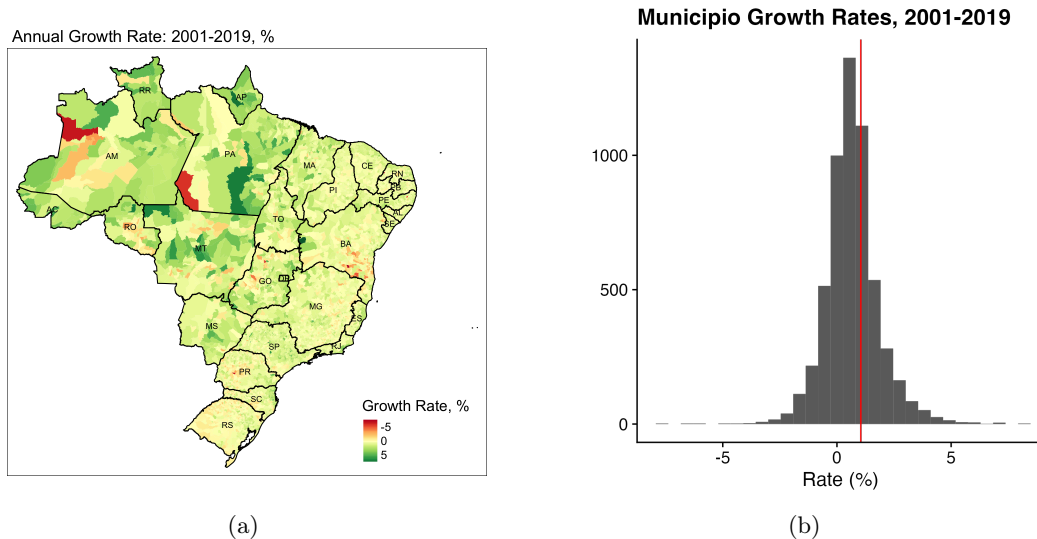 Annual Growth Rate: 2001-2019, %
RR
AP
AM
PA
MA
CE
RN
PB
PI
PE
AL
SE
AC
RO
TO
BA
MT
GO
DF
MG
ES
MS
SP
RJ
PR
SC
RS
Growth Rate, %
-5
0
5
(a)
Municipio Growth Rates, 2001-2019
1000
500
0
-5
0
5
Rate (%)
(b)